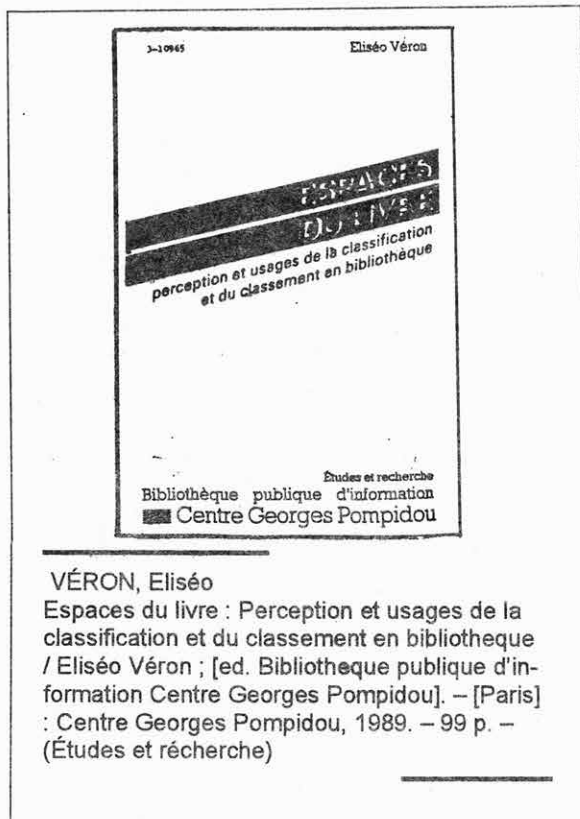 3-10965
Eliséo Véron
ESPACES
DU LIVRE
perception et usages de la classification
et du classement en bibliothèque
Études et recherche
Bibliothèque publique d'information
Centre Georges Pompidou
VÉRON, Eliséo
Espaces du livre : Perception et usages de la
classification et du classement en bibliotheque
/ Eliséo Véron ; [ed. Bibliotheque publique d'in-
formation Centre Georges Pompidou]. – [Paris]
: Centre Georges Pompidou, 1989. – 99 p. –
(Études et récherche)